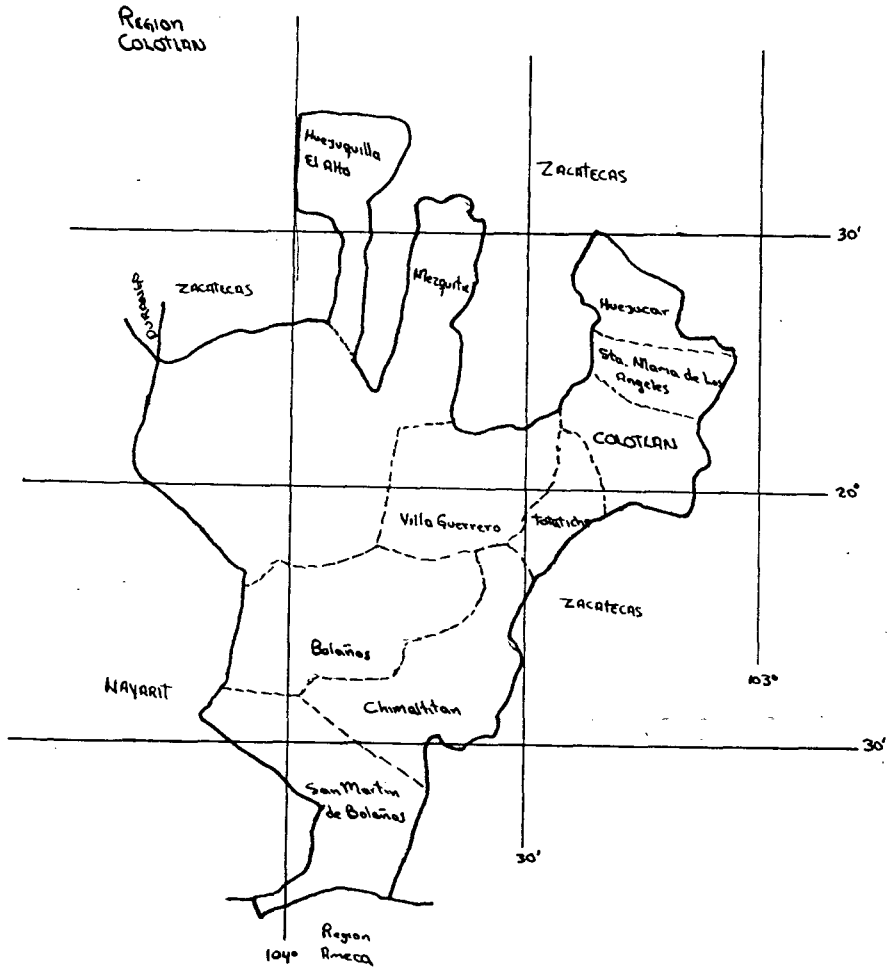 REGION
COLOTLAN
Huejuquilla
El Alto
ZACATECAS
30'
Mezquitic
DURANGO
ZACATECAS
Huejucar
Sta. Maria de Los
Angeles
COLOTLAN
20°
Villa Guerrero
Totatiche
ZACATECAS
Bolaños
NAYARIT
103°
Chimaltitan
30'
San Martin
de Bolaños
30'
Region
Ameca
104°